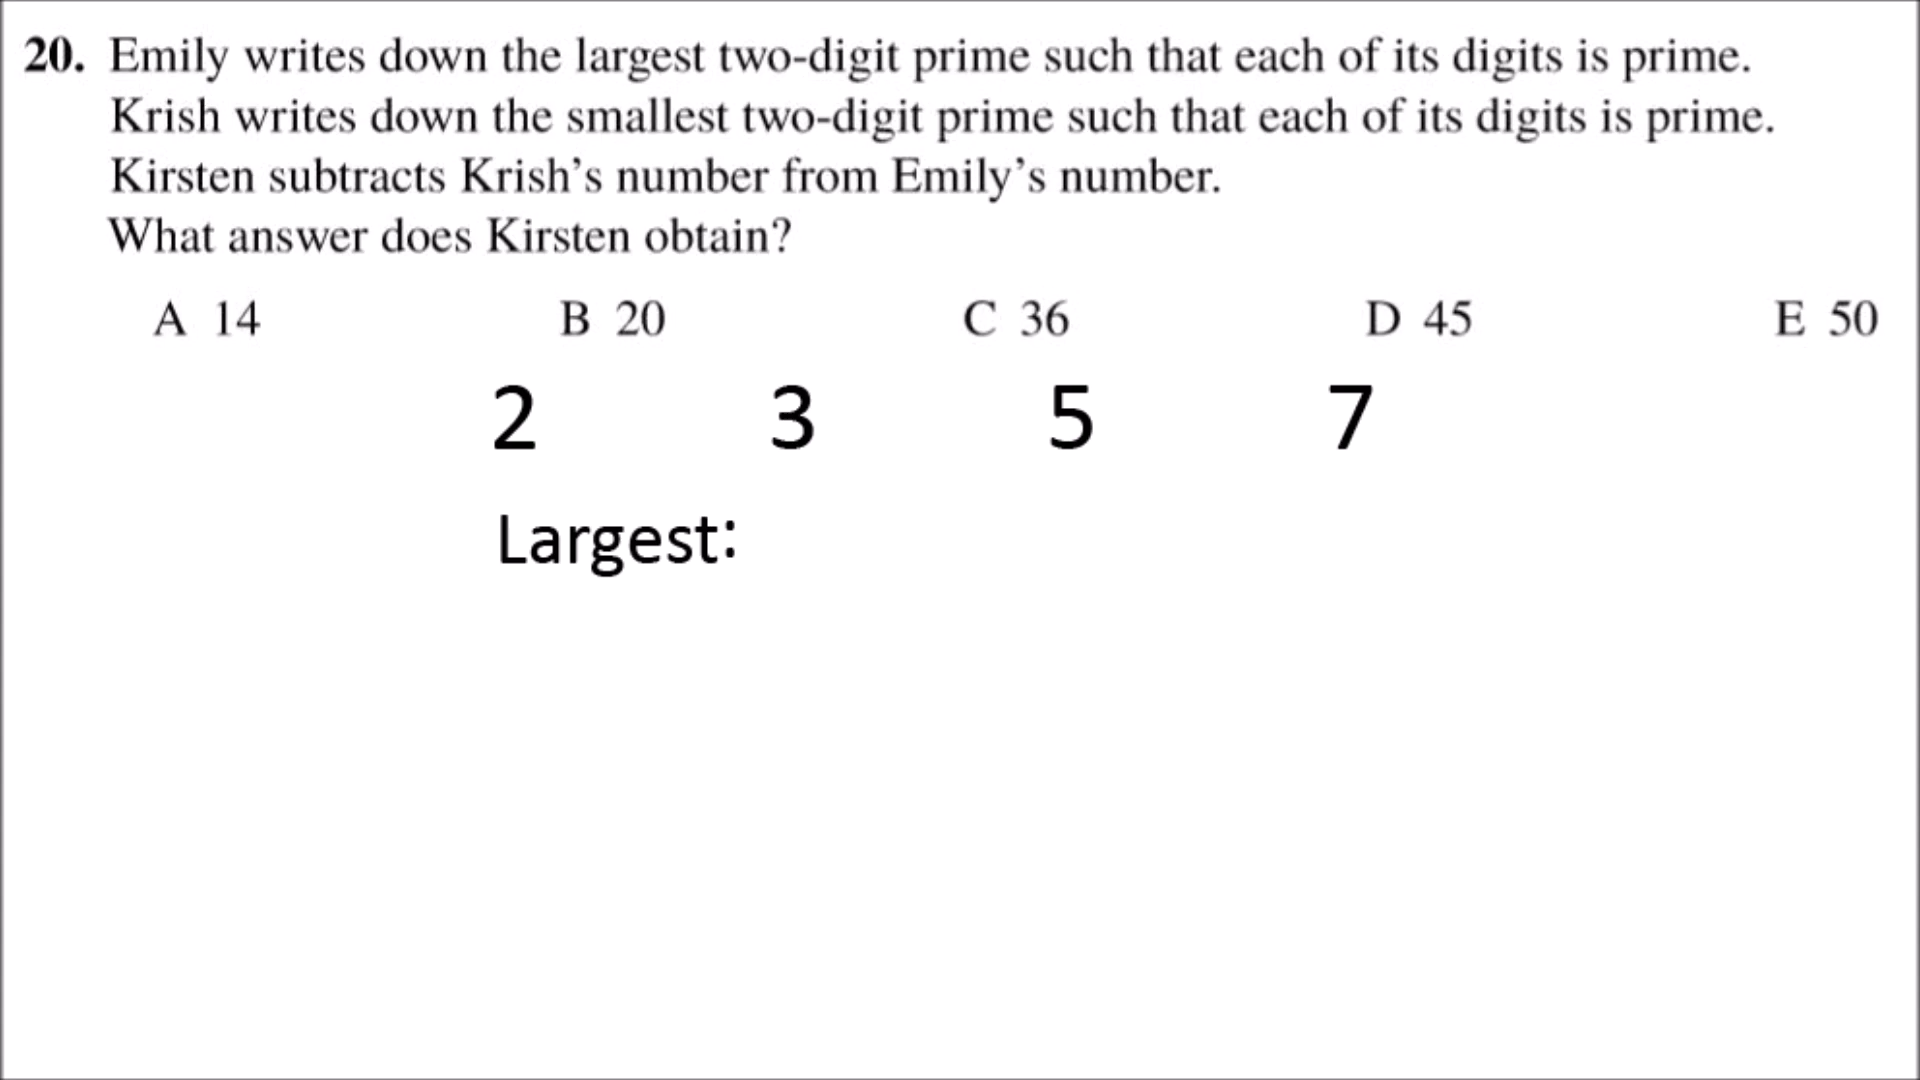 20. Emily writes down the largest two-digit prime such that each of its digits is prime.
Krish writes down the smallest two-digit prime such that each of its digits is prime.
Kirsten subtracts Krish’s number from Emily’s number.
What answer does Kirsten obtain?
A 14 B 20 C 36 D 45 E 50
2 3 5 7
Largest: